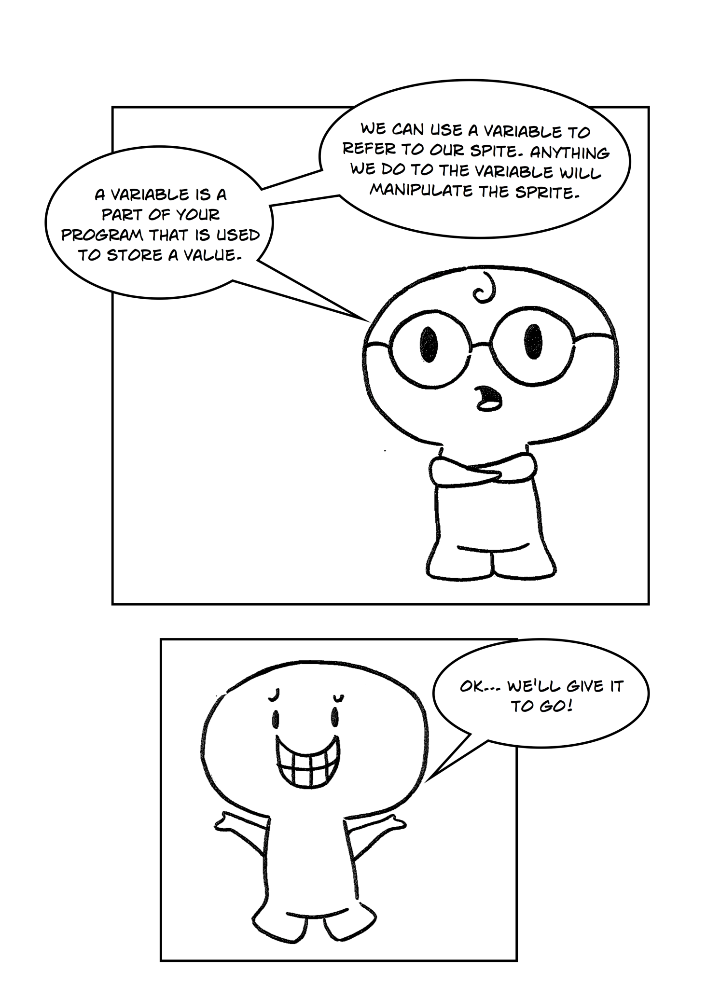 A VARIABLE IS A
PART OF YOUR
PROGRAM THAT IS USED
TO STORE A VALUE.
WE CAN USE A VARIABLE TO
REFER TO OUR SPITE. ANYTHING
WE DO TO THE VARIABLE WILL
MANIPULATE THE SPRITE.
OK... WE'LL GIVE IT
TO GO!